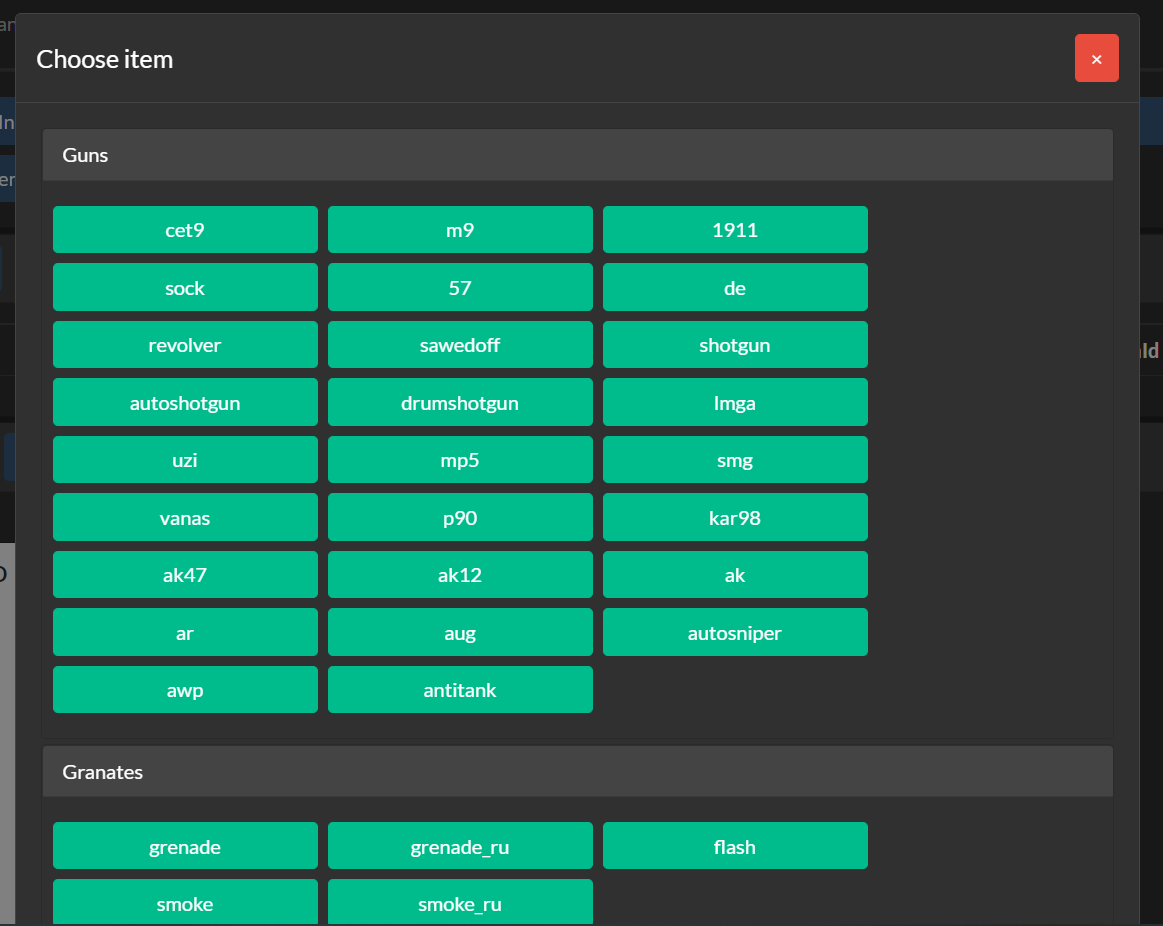 Choose item
×
Guns
cet9 m9 1911
sock 57 de
revolver sawedoff shotgun
autoshotgun drumshotgun lmga
uzi mp5 smg
vanas p90 kar98
ak47 ak12 ak
ar aug autosniper
awp antitank
Granates
grenade grenade_ru flash
smoke smoke_ru